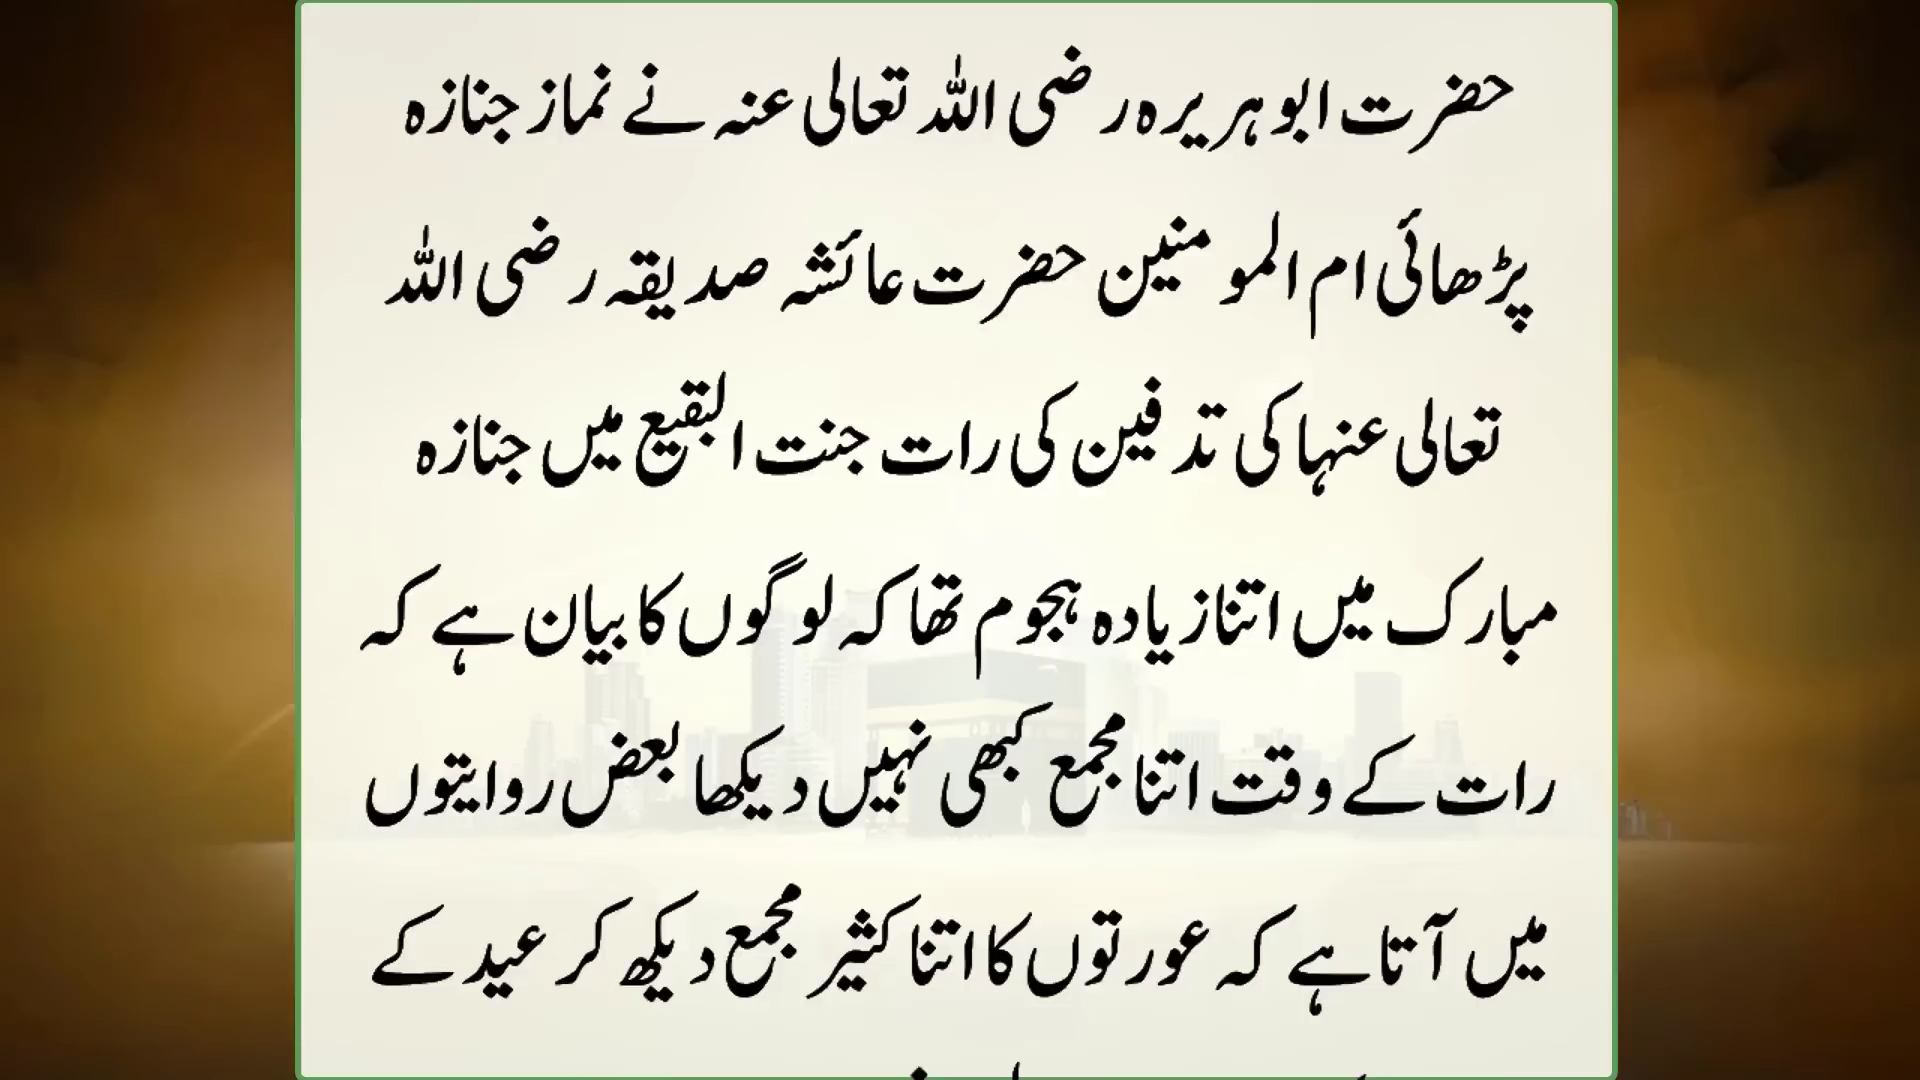 حضرت ابوہریرہ رضی اللہ تعالی عنہ نے نماز جنازہ
پڑھائی ام المومنین حضرت عائشہ صدیقہ رضی اللہ
تعالی عنہا کی تدفین کی رات جنت البقیع میں جنازہ
مبارک میں اتنا زیادہ ہجوم تھا کہ لوگوں کا بیان ہے کہ
رات کے وقت اتنا مجمع کبھی نہیں دیکھا بعض روایتوں
میں آتا ہے کہ عورتوں کا اتنا کثیر مجمع دیکھ کر عید کے